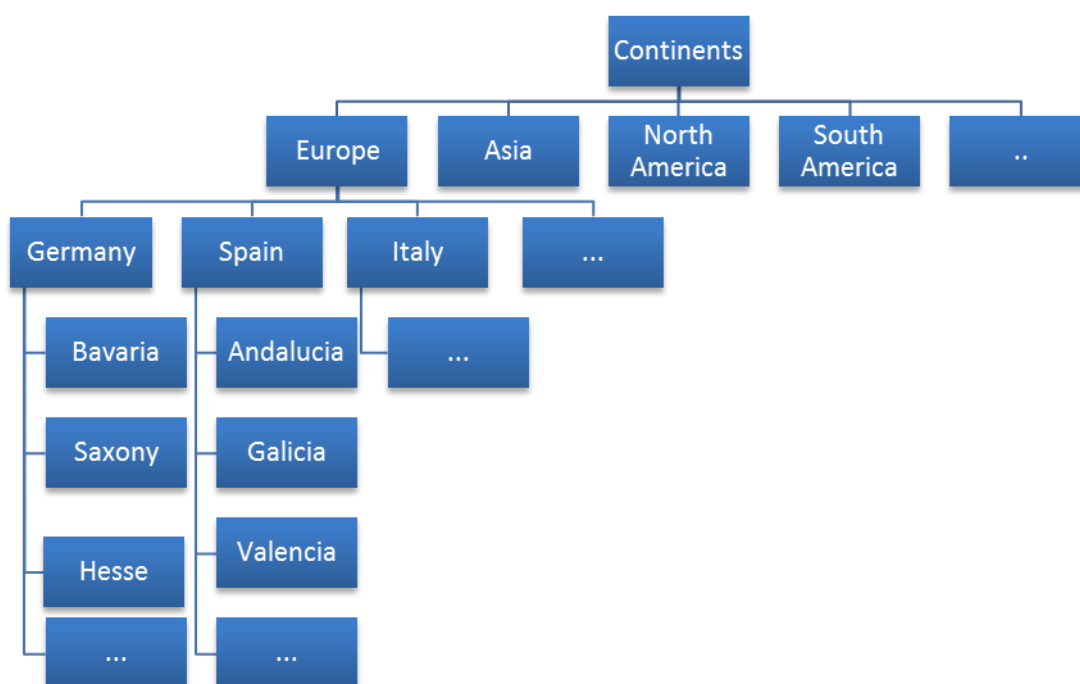 Continents
Europe
Asia
North
America
South
America
..
Germany
Spain
Italy
...
Bavaria
Andalucia
...
Saxony
Galicia
Hesse
Valencia
...
...